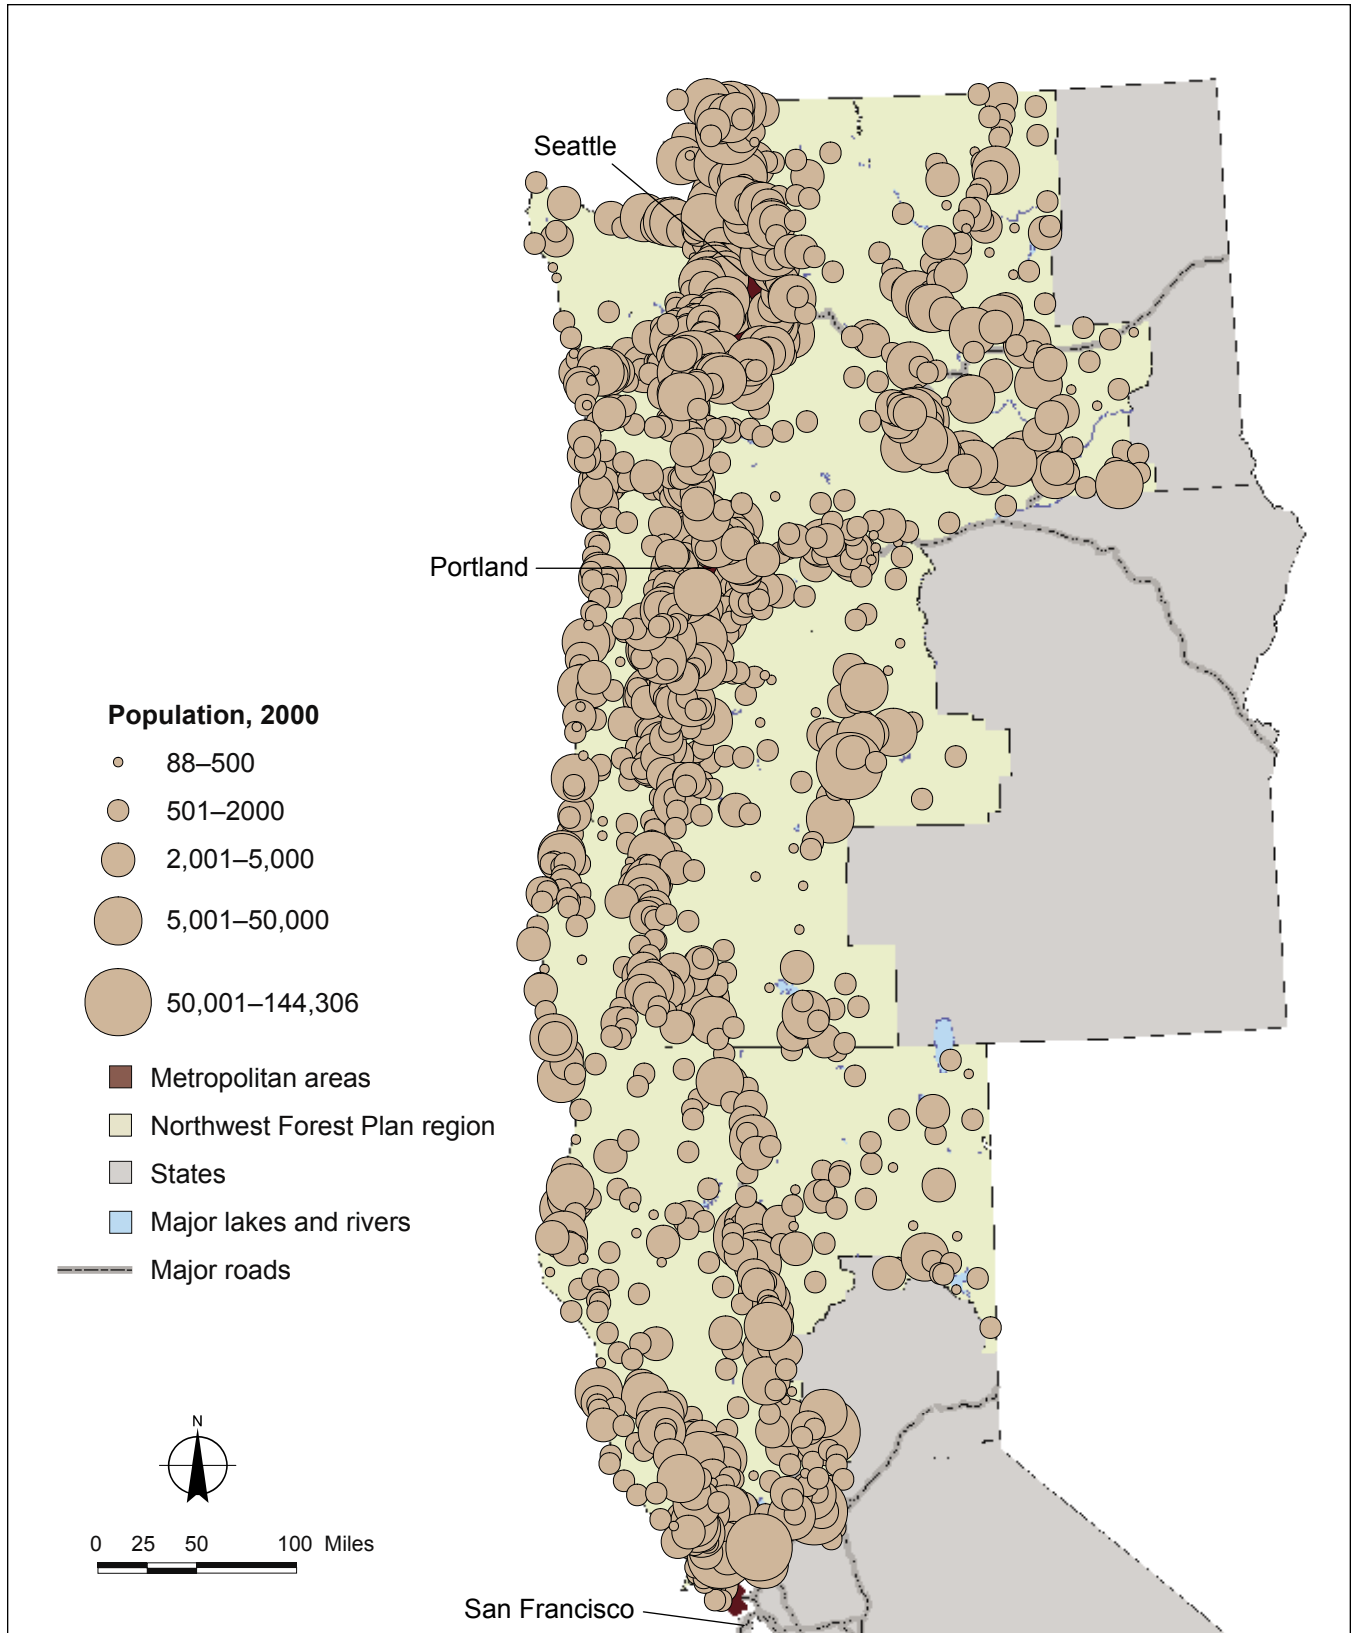 Seattle
Portland
Population, 2000
88–500
501–2000
2,001–5,000
5,001–50,000
50,001–144,306
Metropolitan areas
Northwest Forest Plan region
States
Major lakes and rivers
Major roads
N
0 25 50 100 Miles
San Francisco